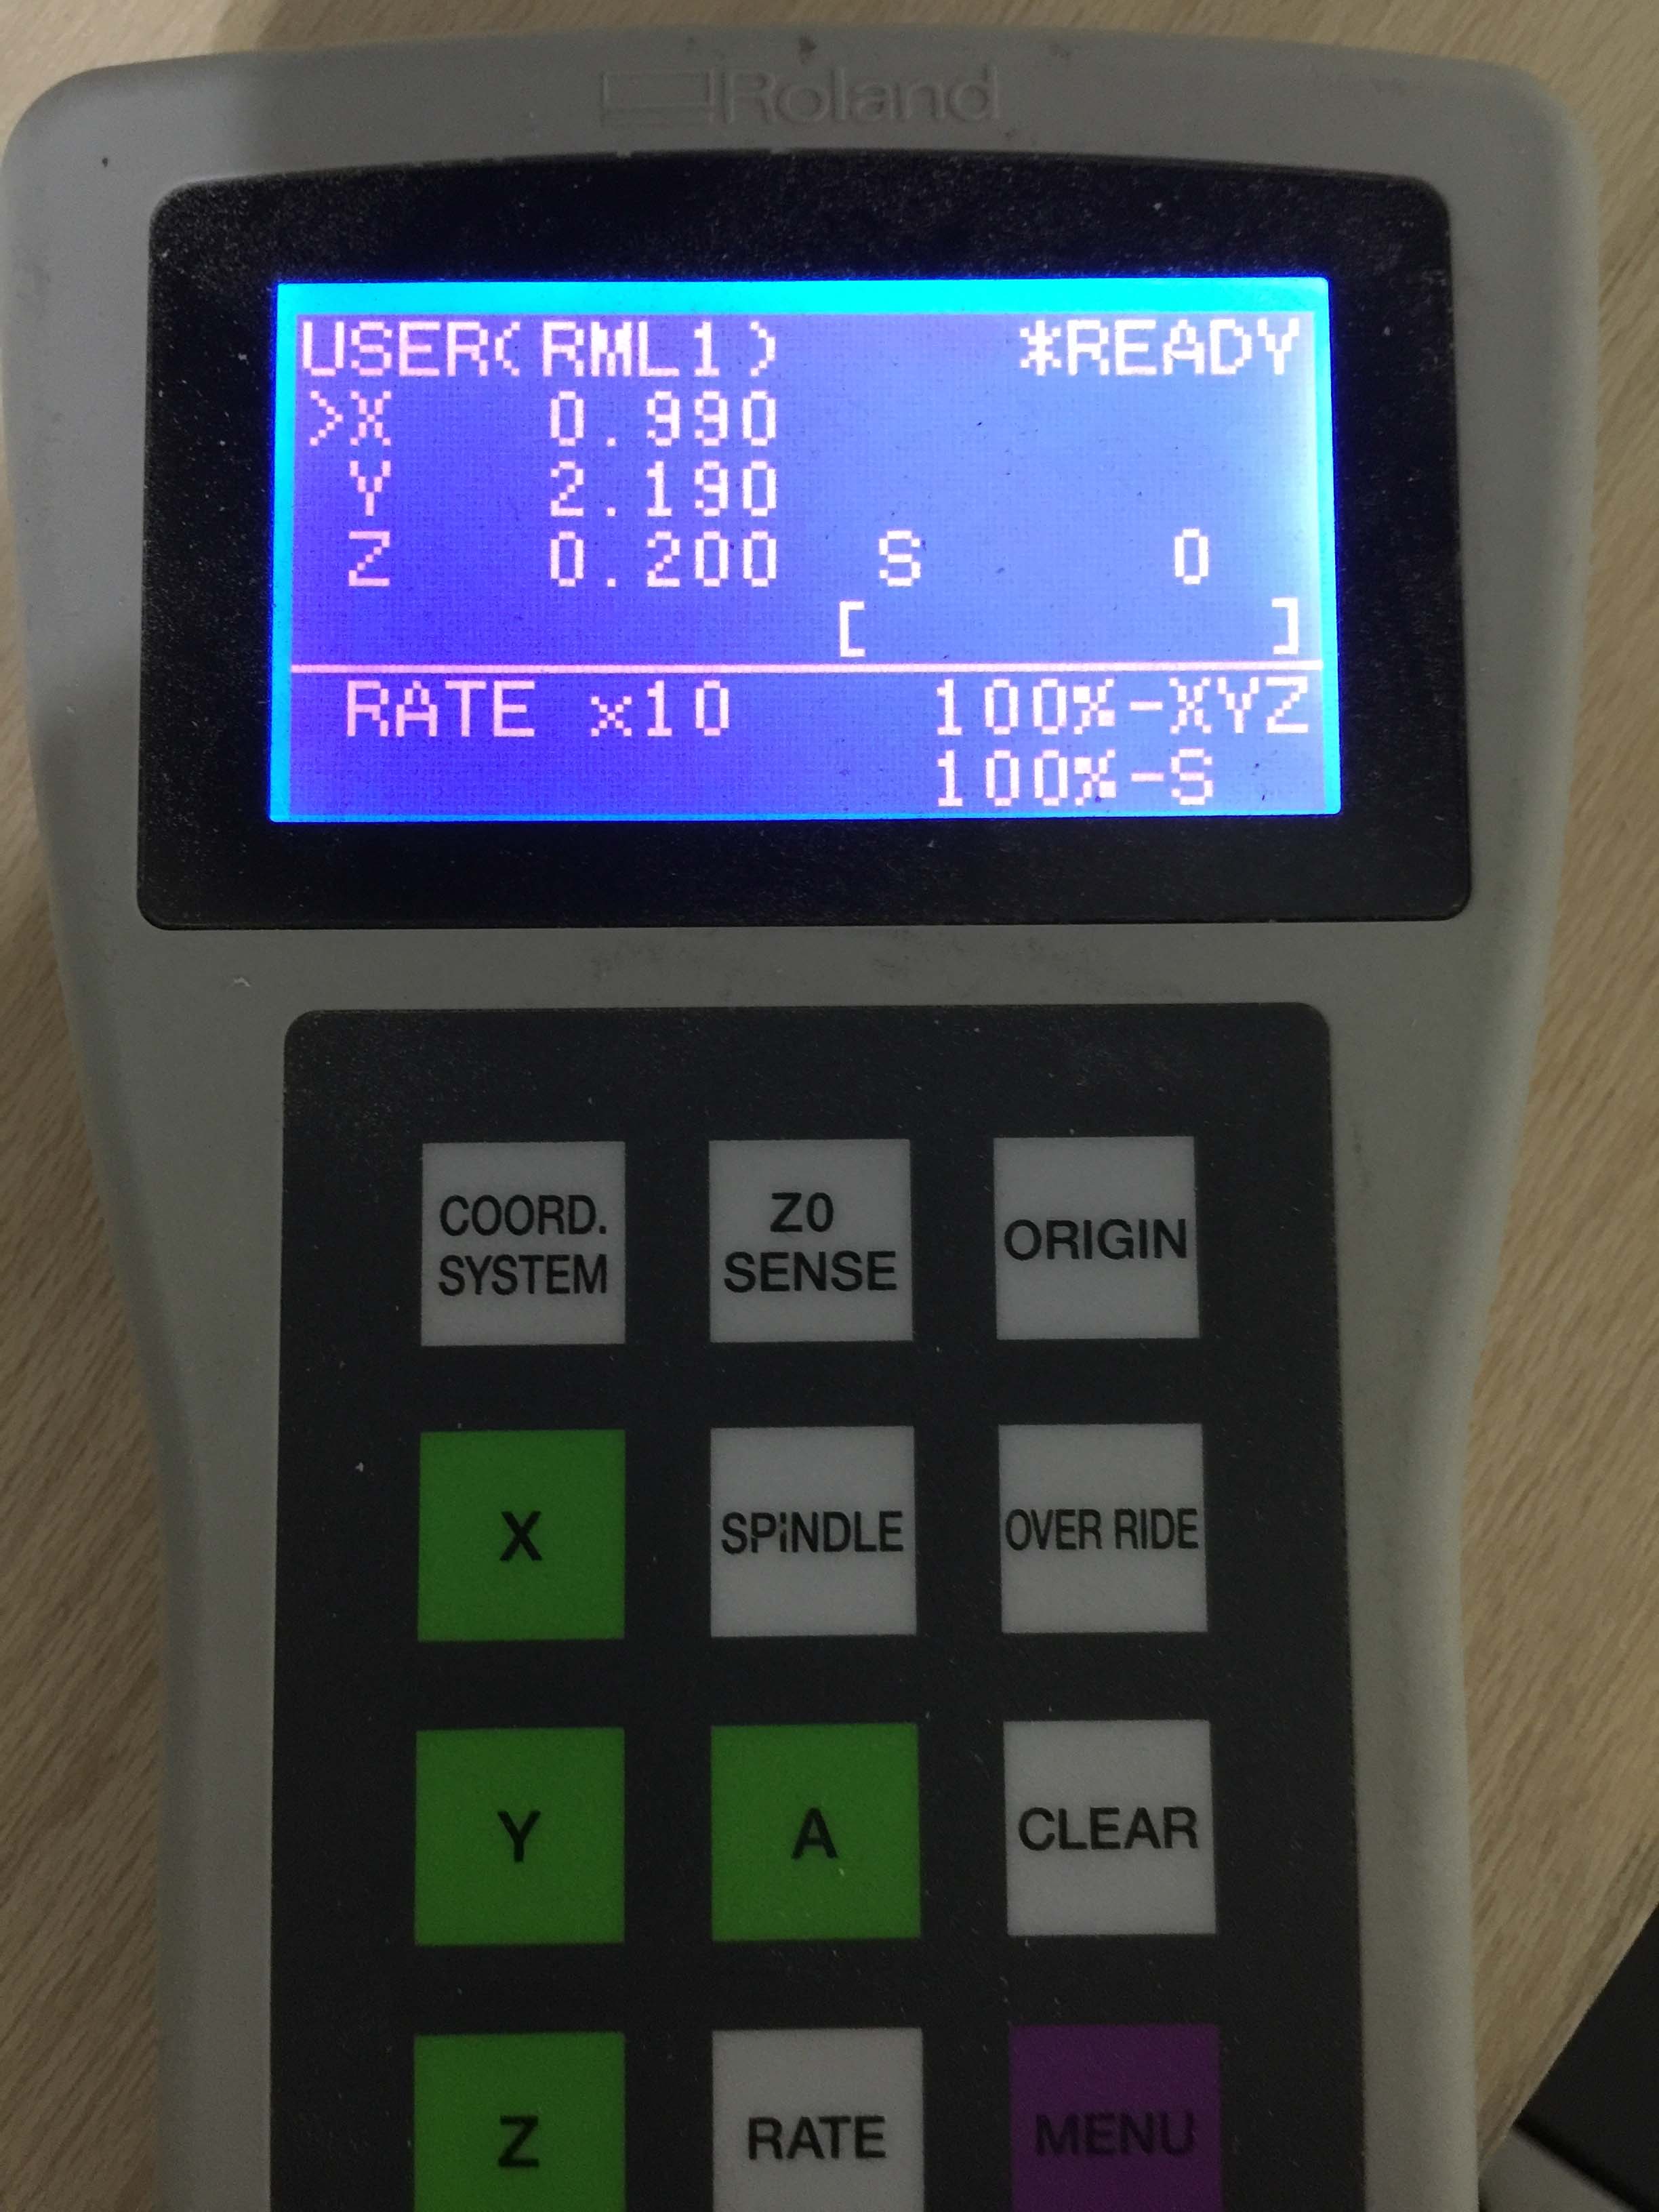 Roland
USER(RML1) *READY
>X 0.990
Y 2.190
Z 0.200 S 0
[ ]
RATE x10 100%-XYZ
100%-S
COORD. SYSTEM
Z0 SENSE
ORIGIN
X
SPiNDLE
OVER RIDE
Y
A
CLEAR
Z
RATE
MENU